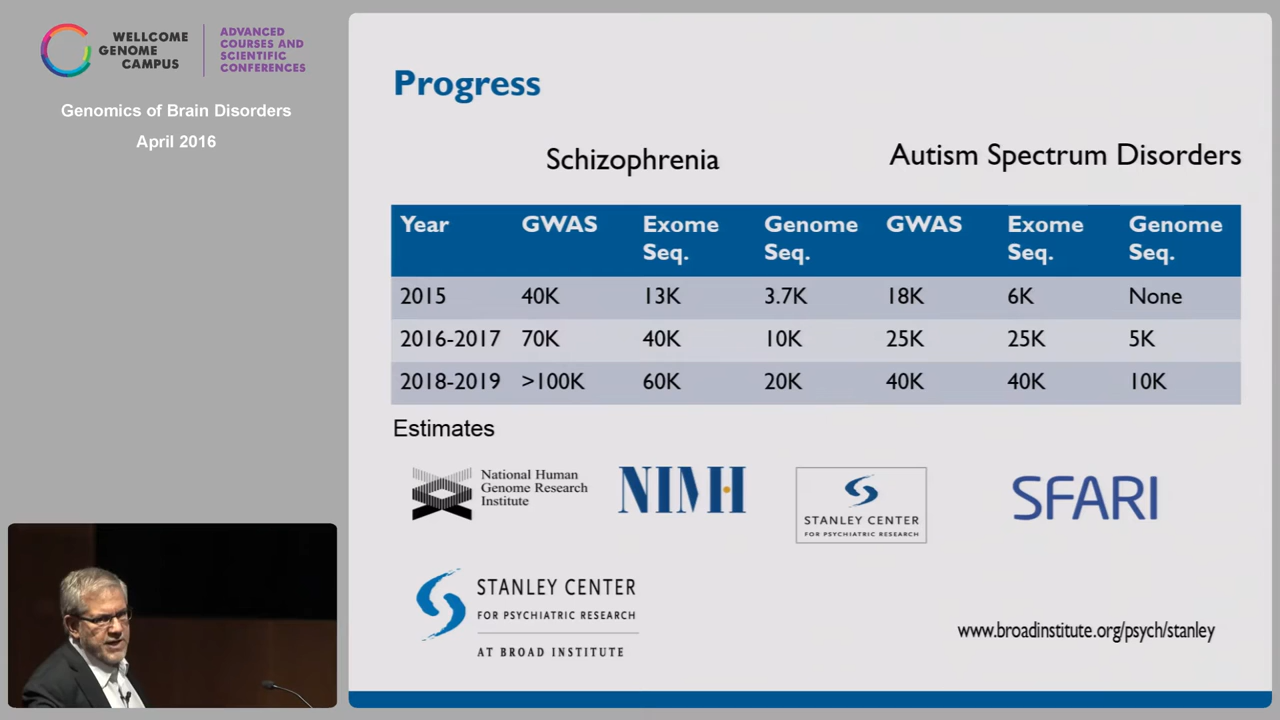 WELLCOME
GENOME
CAMPUS
ADVANCED
COURSES AND
SCIENTIFIC
CONFERENCES
Genomics of Brain Disorders
April 2016
Progress
Schizophrenia
Autism Spectrum Disorders
Year GWAS Exome Seq. Genome Seq. GWAS Exome Seq. Genome Seq.
2015 40K 13K 3.7K 18K 6K None
2016-2017 70K 40K 10K 25K 25K 5K
2018-2019 >100K 60K 20K 40K 40K 10K
Estimates
National Human
Genome Research
Institute
NIMH
STANLEY CENTER
FOR PSYCHIATRIC RESEARCH
SFARI
STANLEY CENTER
FOR PSYCHIATRIC RESEARCH
AT BROAD INSTITUTE
www.broadinstitute.org/psych/stanley